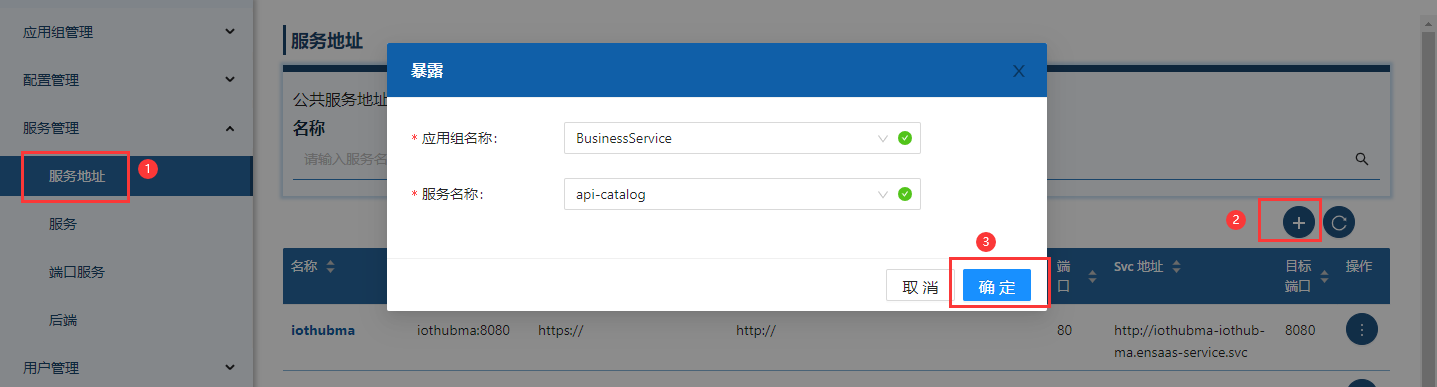 应用组管理
配置管理
服务管理
服务地址
1
服务
端口服务
后端
用户管理
服务地址
公共服务地址
名称
请输入服务名
暴露
* 应用组名称:
BusinessService
* 服务名称:
api-catalog
取 消
3
确 定
2
名称
端口
Svc 地址
目标端口
操作
iothubma
iothubma:8080
https://
http://
80
http://iothubma-iothub-
ma.ensaas-service.svc
8080